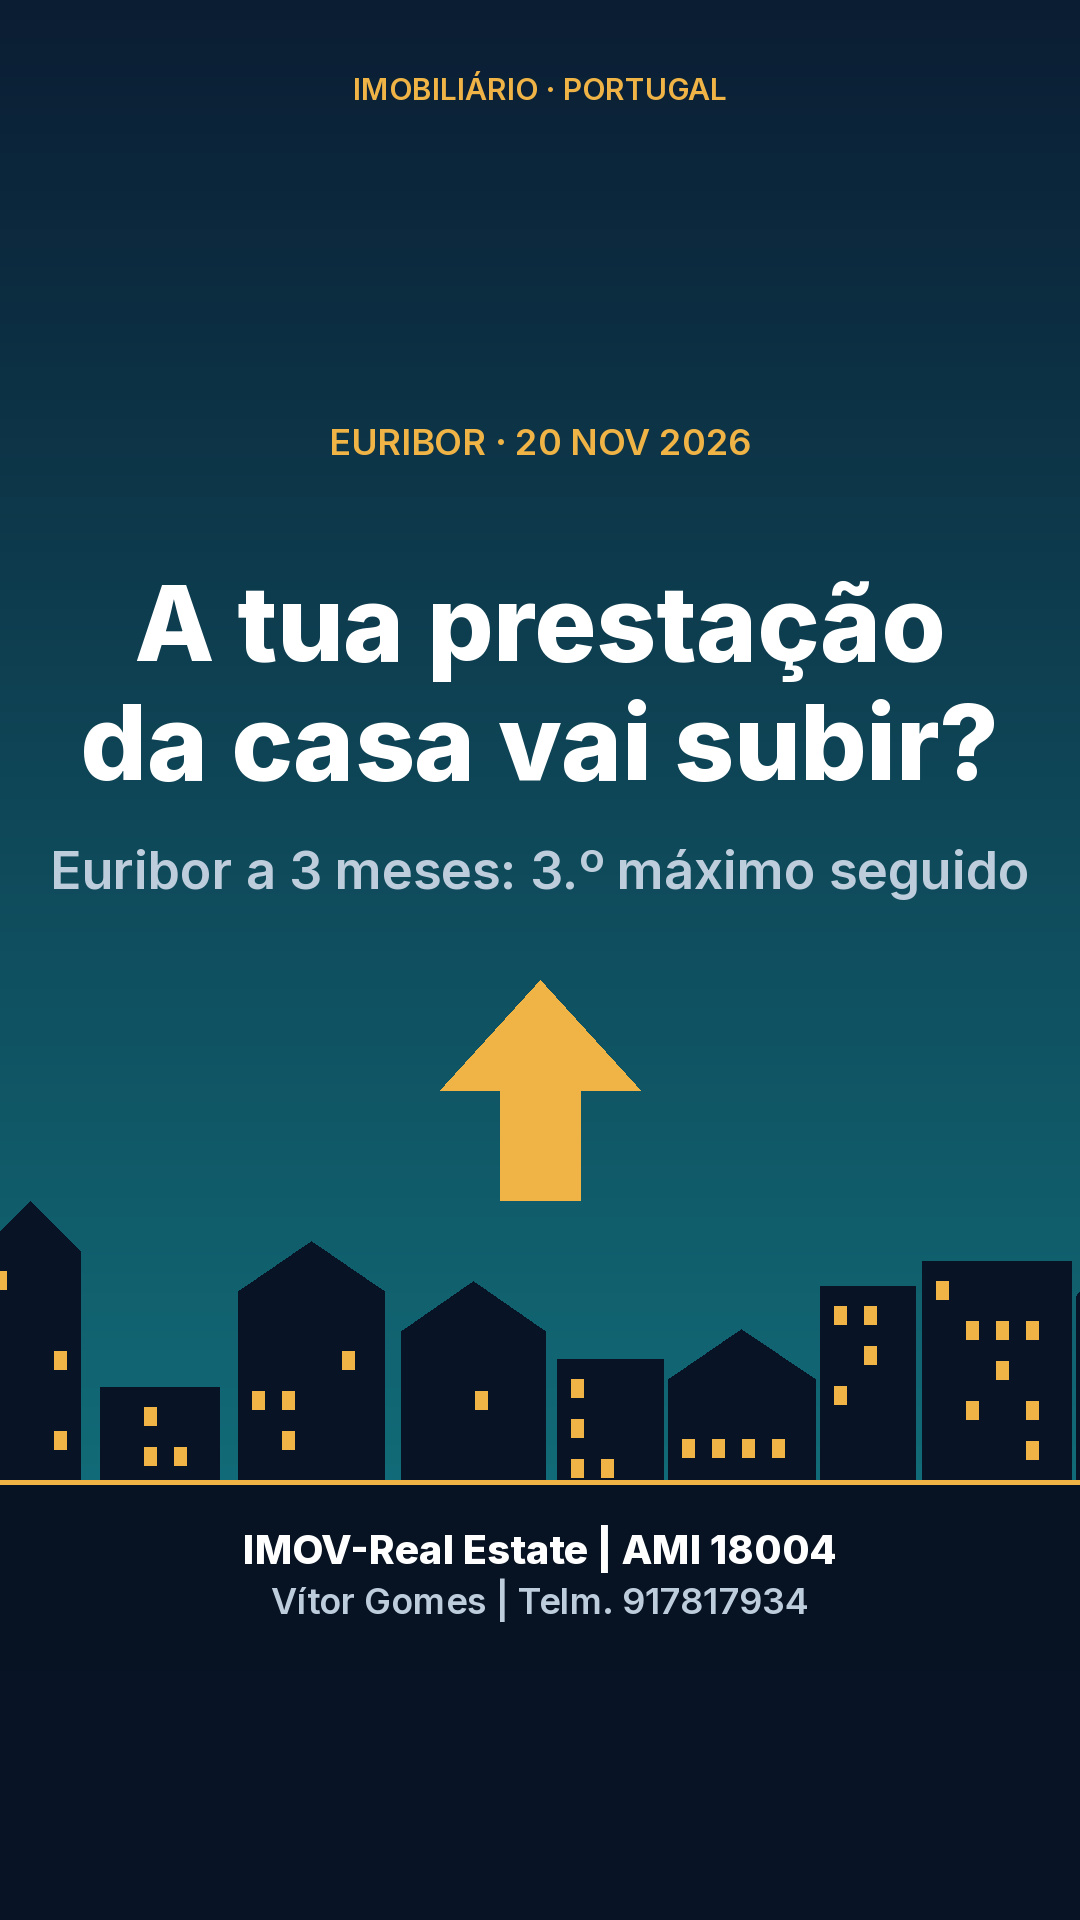 IMOBILIÁRIO · PORTUGAL
EURIBOR · 20 NOV 2026
A tua prestação
da casa vai subir?
Euribor a 3 meses: 3.º máximo seguido
IMOV-Real Estate | AMI 18004
Vítor Gomes | Telm. 917817934